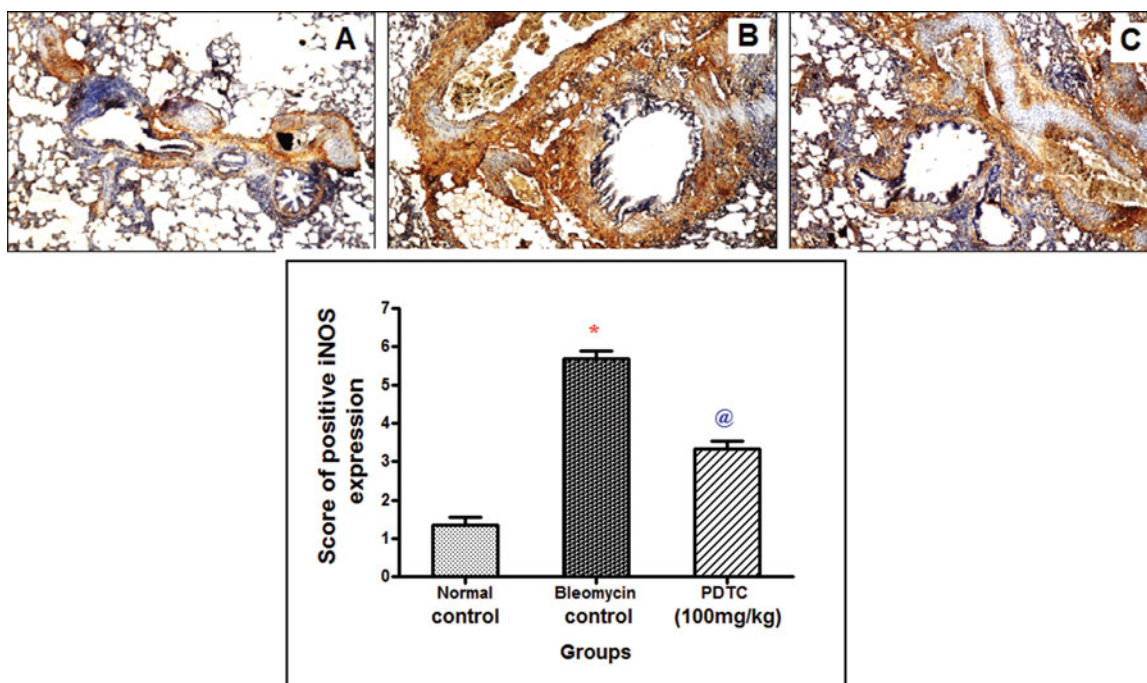 A
B
C
Score of positive iNOS
expression
7
6
5
4
3
2
1
0
*
@
Normal
control
Bleomycin
control
PDTC
(100mg/kg)
Groups